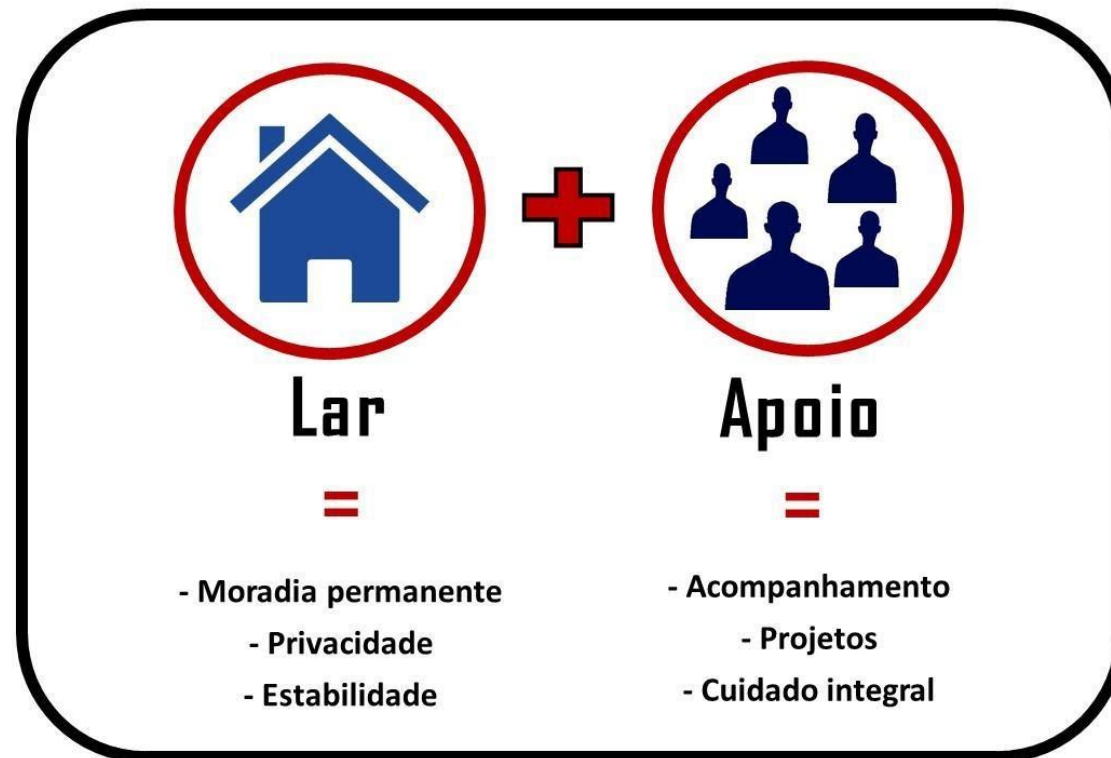 Lar
=
- Moradia permanente
- Privacidade
- Estabilidade
Apoio
=
- Acompanhamento
- Projetos
- Cuidado integral